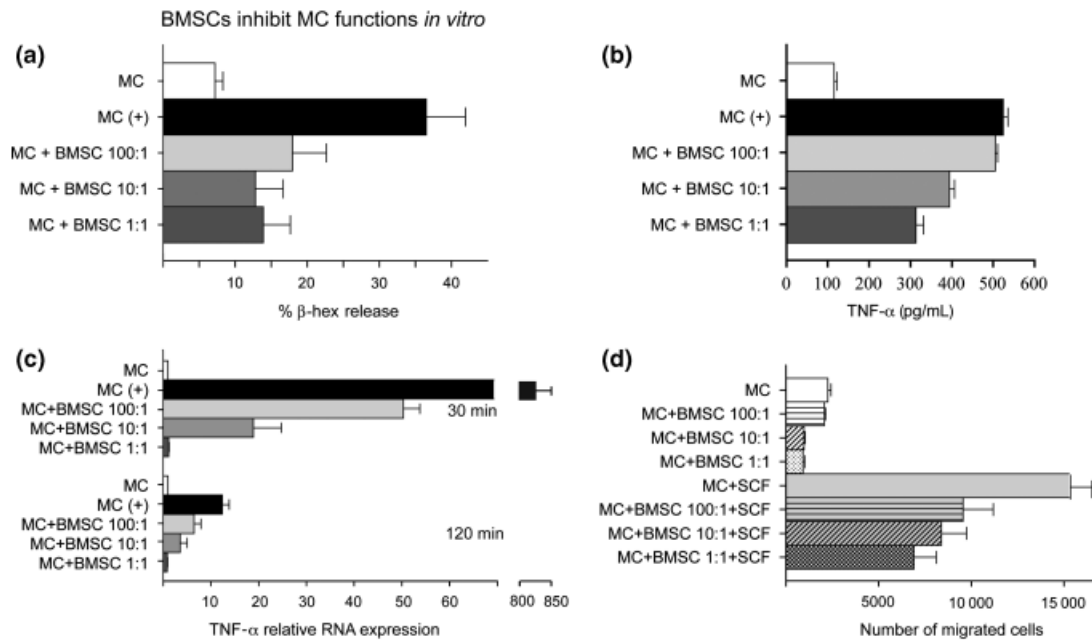 BMSCs inhibit MC functions in vitro
(a)
MC
MC (+)
MC + BMSC 100:1
MC + BMSC 10:1
MC + BMSC 1:1
10 20 30 40
% β-hex release
(b)
MC
MC (+)
MC + BMSC 100:1
MC + BMSC 10:1
MC + BMSC 1:1
0 100 200 300 400 500 600
TNF-α (pg/mL)
(c)
MC
MC (+)
MC+BMSC 100:1
MC+BMSC 10:1
MC+BMSC 1:1
30 min
MC
MC (+)
MC+BMSC 100:1
MC+BMSC 10:1
MC+BMSC 1:1
120 min
10 20 30 40 50 60 800 850
TNF-α relative RNA expression
(d)
MC
MC+BMSC 100:1
MC+BMSC 10:1
MC+BMSC 1:1
MC+SCF
MC+BMSC 100:1+SCF
MC+BMSC 10:1+SCF
MC+BMSC 1:1+SCF
5000 10 000 15 000
Number of migrated cells